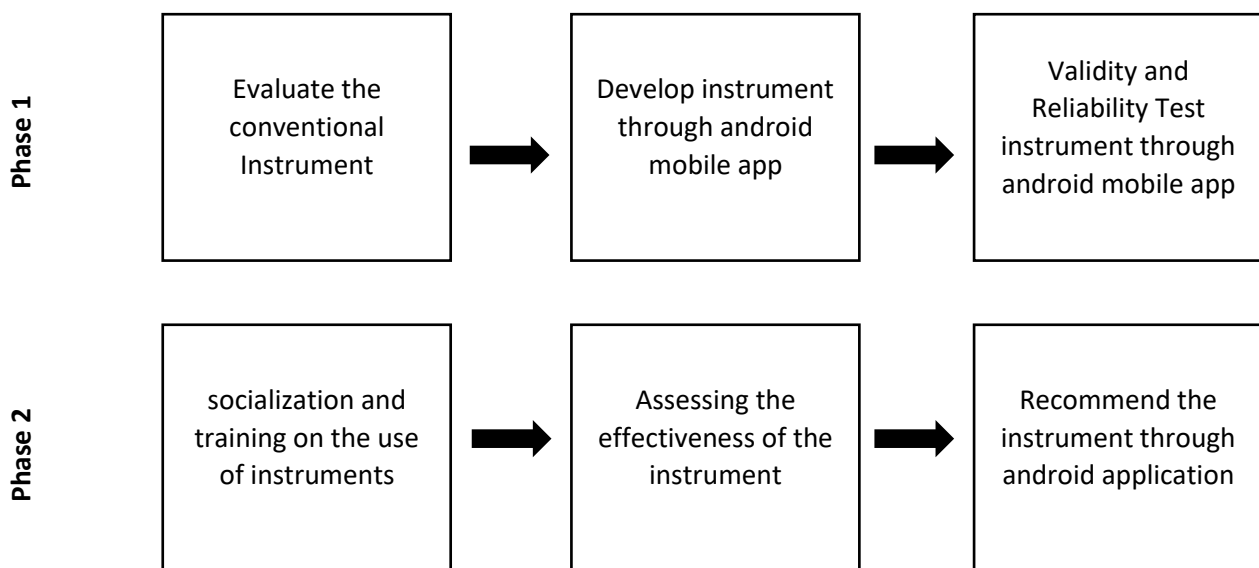 Phase 1
Evaluate the
conventional
Instrument
Develop instrument
through android
mobile app
Validity and
Reliability Test
instrument through
android mobile app
Phase 2
socialization and
training on the use
of instruments
Assessing the
effectiveness of the
instrument
Recommend the
instrument through
android application